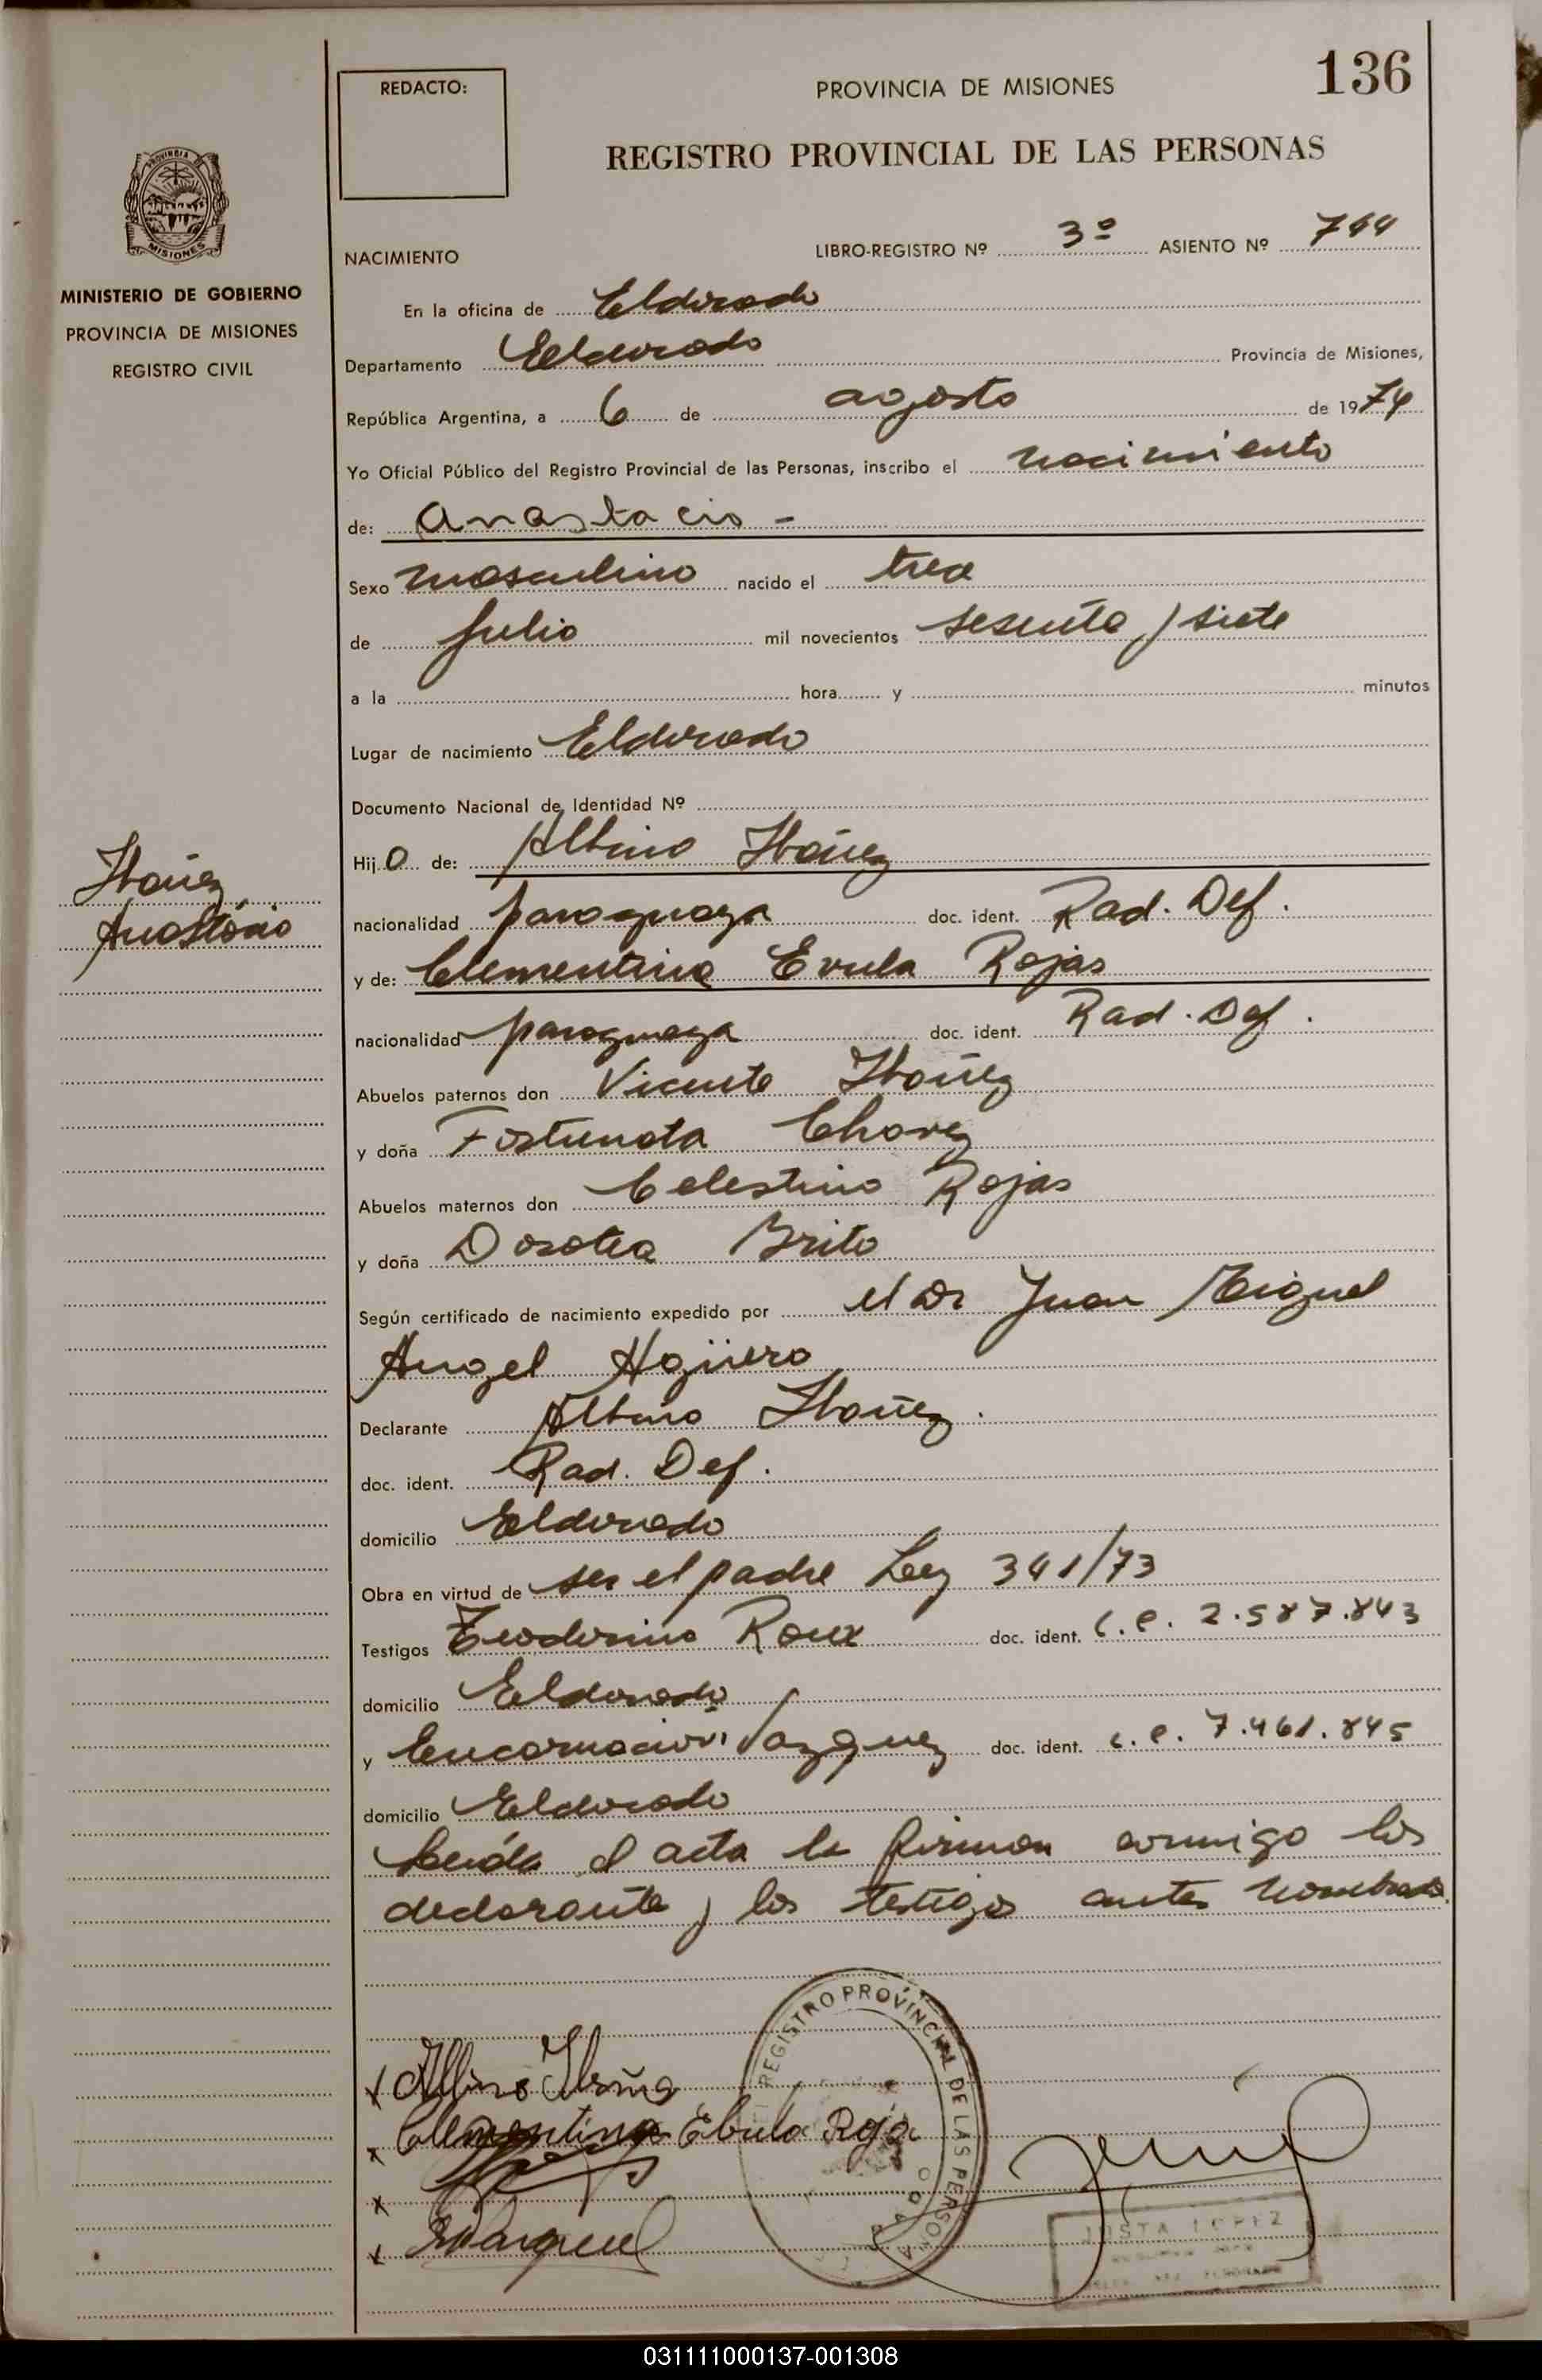 136
REDACTO:
PROVINCIA DE MISIONES
REGISTRO PROVINCIAL DE LAS PERSONAS
PROVINCIA DE
MISIONES
MINISTERIO DE GOBIERNO
PROVINCIA DE MISIONES
REGISTRO CIVIL
NACIMIENTO LIBRO-REGISTRO Nº 3º ASIENTO Nº
En la oficina de Eldorado
Departamento Eldorado Provincia de Misiones,
República Argentina, a 6 de agosto de 1974
Yo Oficial Público del Registro Provincial de las Personas, inscribo el nacimiento
de: Anastacio -
Sexo masculino nacido el tres
de Julio mil novecientos sesenta y siete
a la hora y minutos
Lugar de nacimiento Eldorado
Documento Nacional de Identidad Nº
Hijo de: Albino Ibañez
Ibañez
Anastacio
nacionalidad paraguaya doc. ident. Rad. Def.
y de: Clementina Evula Rojas
nacionalidad paraguaya doc. ident. Rad. Def.
Abuelos paternos don Vicente Ibañez
y doña Fortunata Chavez
Abuelos maternos don Celestino Rojas
y doña Dorotea Brito
Según certificado de nacimiento expedido por el Dr Juan Miguel
Angel Agüero
Declarante Albino Ibañez.
doc. ident. Rad. Def.
domicilio Eldorado
Obra en virtud de ser el padre Ley 341/73
Testigos Teodorino Roux doc. ident. C.E. 2.587.843
domicilio Eldorado
y Encarnación Vazquez doc. ident. C.E. 7.461.845
domicilio Eldorado
Leída el acta la firman conmigo los
declarante y los testigos antes nombrados.
Albino Ibañez
Clementina Ebula Roja
REGISTRO PROVINCIAL DE LAS PERSONAS
JUSTA LOPEZ
031111000137-001308